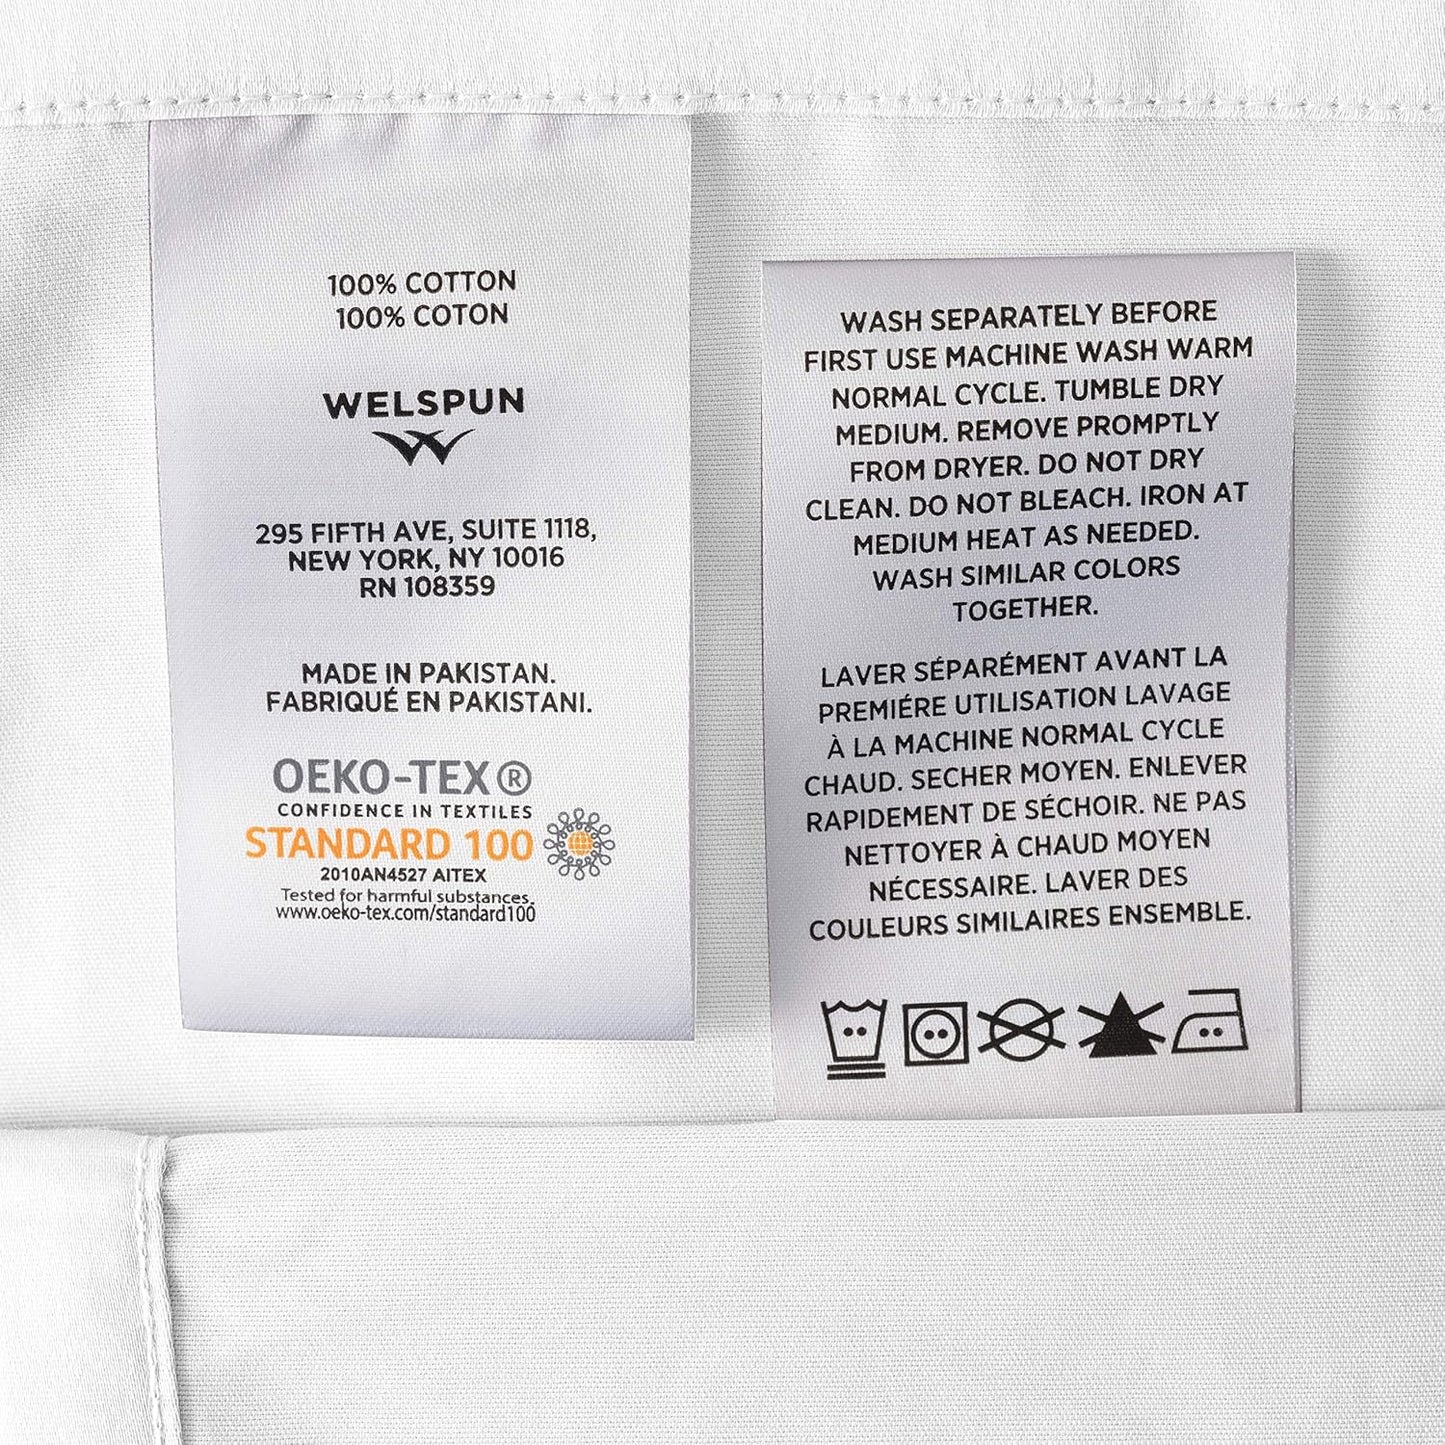 100% COTTON
100% COTON
WELSPUN
295 FIFTH AVE, SUITE 1118,
NEW YORK, NY 10016
RN 108359
MADE IN PAKISTAN.
FABRIQUÉ EN PAKISTANI.
OEKO-TEX®
CONFIDENCE IN TEXTILES
STANDARD 100
2010AN4527 AITEX
Tested for harmful substances.
www.oeko-tex.com/standard100
WASH SEPARATELY BEFORE
FIRST USE MACHINE WASH WARM
NORMAL CYCLE. TUMBLE DRY
MEDIUM. REMOVE PROMPTLY
FROM DRYER. DO NOT DRY
CLEAN. DO NOT BLEACH. IRON AT
MEDIUM HEAT AS NEEDED.
WASH SIMILAR COLORS
TOGETHER.
LAVER SÉPARÉMENT AVANT LA
PREMIÉRE UTILISATION LAVAGE
À LA MACHINE NORMAL CYCLE
CHAUD. SECHER MOYEN. ENLEVER
RAPIDEMENT DE SÉCHOIR. NE PAS
NETTOYER À CHAUD MOYEN
NÉCESSAIRE. LAVER DES
COULEURS SIMILAIRES ENSEMBLE.